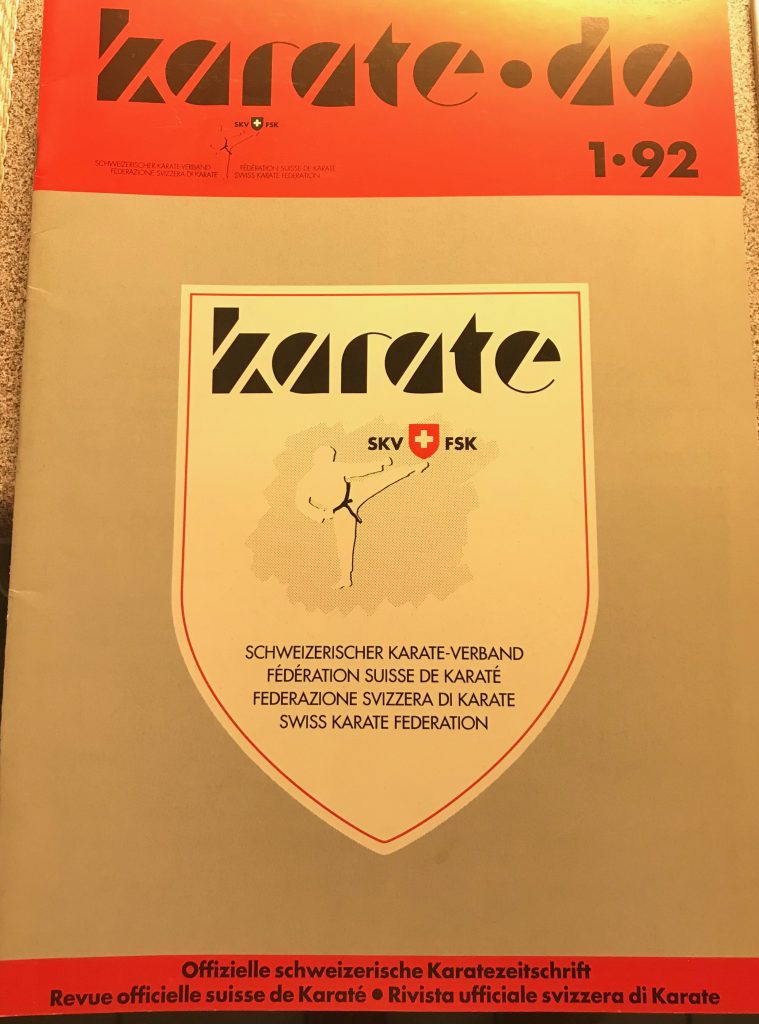 karate•do
SKV FSK
SCHWEIZERISCHER KARATE-VERBAND FÉDÉRATION SUISSE DE KARATÉ
FEDERAZIONE SVIZZERA DI KARATE SWISS KARATE FEDERATION
1•92
karate
SKV FSK
SCHWEIZERISCHER KARATE-VERBAND
FÉDÉRATION SUISSE DE KARATÉ
FEDERAZIONE SVIZZERA DI KARATE
SWISS KARATE FEDERATION
Offizielle schweizerische Karatezeitschrift
Revue officielle suisse de Karaté • Rivista ufficiale svizzera di Karate